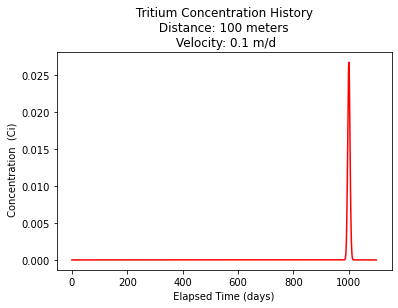 Tritium Concentration History
Distance: 100 meters
Velocity: 0.1 m/d
Concentration (Ci)
0.025
0.020
0.015
0.010
0.005
0.000
0 200 400 600 800 1000
Elapsed Time (days)